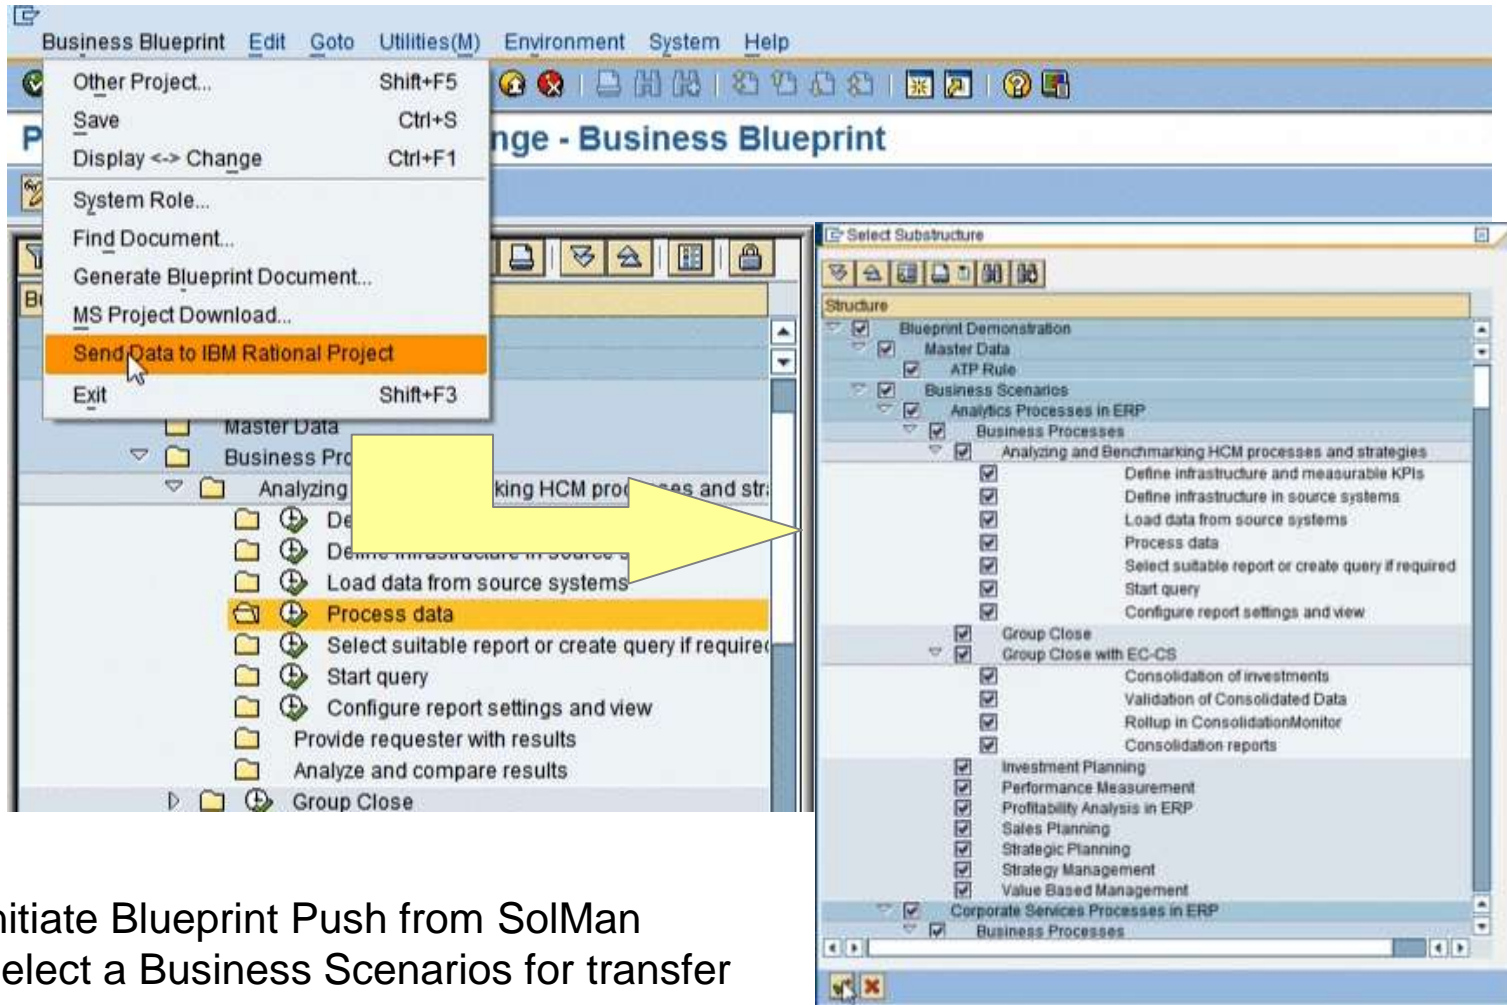 Business Blueprint Edit Goto Utilities(M) Environment System Help
Other Project... Shift+F5
Save Ctrl+S
Display <-> Change Ctrl+F1
System Role...
Find Document...
Generate Blueprint Document...
MS Project Download...
Send Data to IBM Rational Project
Exit Shift+F3
P nge - Business Blueprint
Master Data
Business Pro
Analyzing king HCM processes and str
De
Define infrastructure in source s
Load data from source systems
Process data
Select suitable report or create query if required
Start query
Configure report settings and view
Provide requester with results
Analyze and compare results
Group Close
Select Substructure
Structure
Blueprint Demonstration
Master Data
ATP Rule
Business Scenarios
Analytics Processes in ERP
Business Processes
Analyzing and Benchmarking HCM processes and strategies
Define infrastructure and measurable KPIs
Define infrastructure in source systems
Load data from source systems
Process data
Select suitable report or create query if required
Start query
Configure report settings and view
Group Close
Group Close with EC-CS
Consolidation of investments
Validation of Consolidated Data
Rollup in ConsolidationMonitor
Consolidation reports
Investment Planning
Performance Measurement
Profitability Analysis in ERP
Sales Planning
Strategic Planning
Strategy Management
Value Based Management
Corporate Services Processes in ERP
Business Processes
nitiate Blueprint Push from SolMan
elect a Business Scenarios for transfer